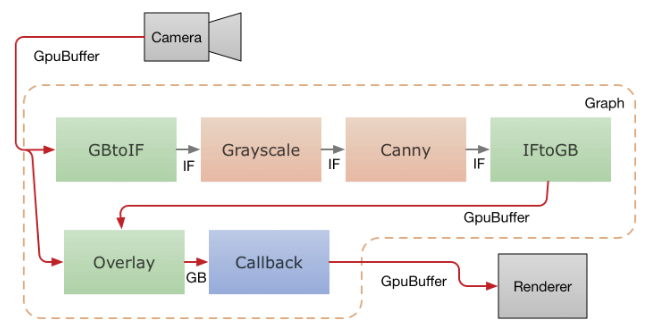 Camera
GpuBuffer
Graph
GBtoIF
IF
Grayscale
IF
Canny
IF
IFtoGB
GpuBuffer
Overlay
GB
Callback
GpuBuffer
Renderer